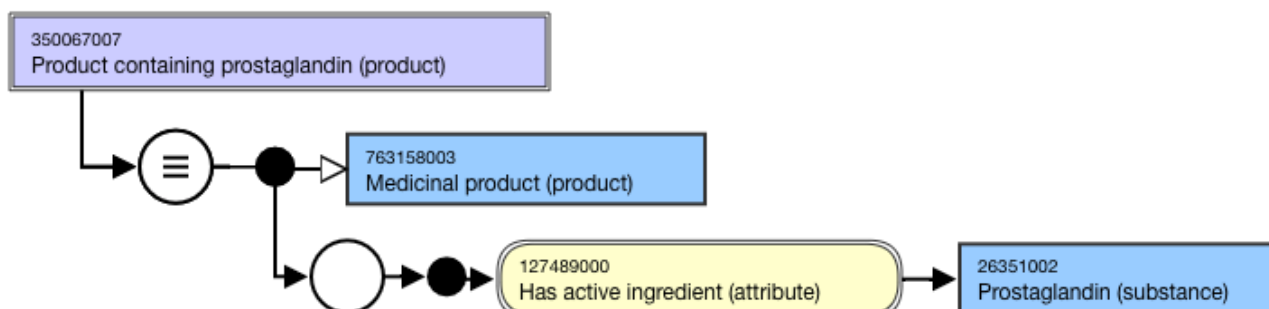 350067007
Product containing prostaglandin (product)
763158003
Medicinal product (product)
127489000
Has active ingredient (attribute)
26351002
Prostaglandin (substance)